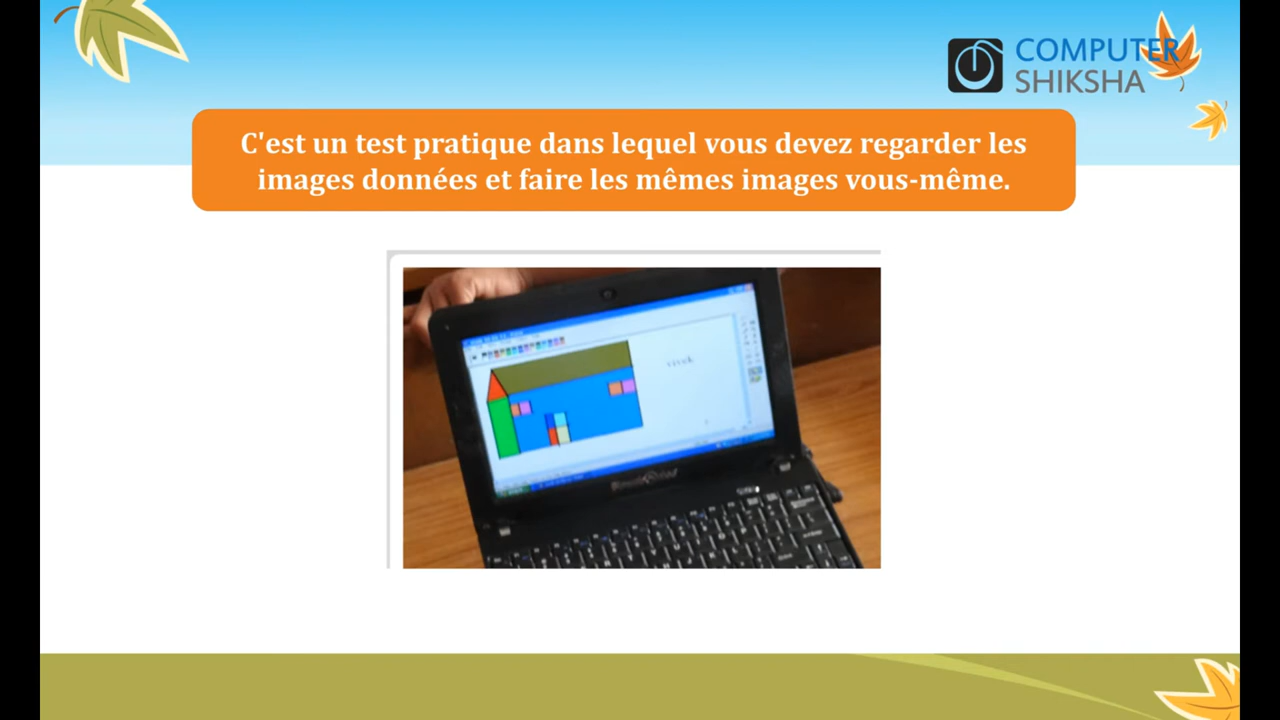 COMPUTER
SHIKSHA
C'est un test pratique dans lequel vous devez regarder les
images données et faire les mêmes images vous-même.